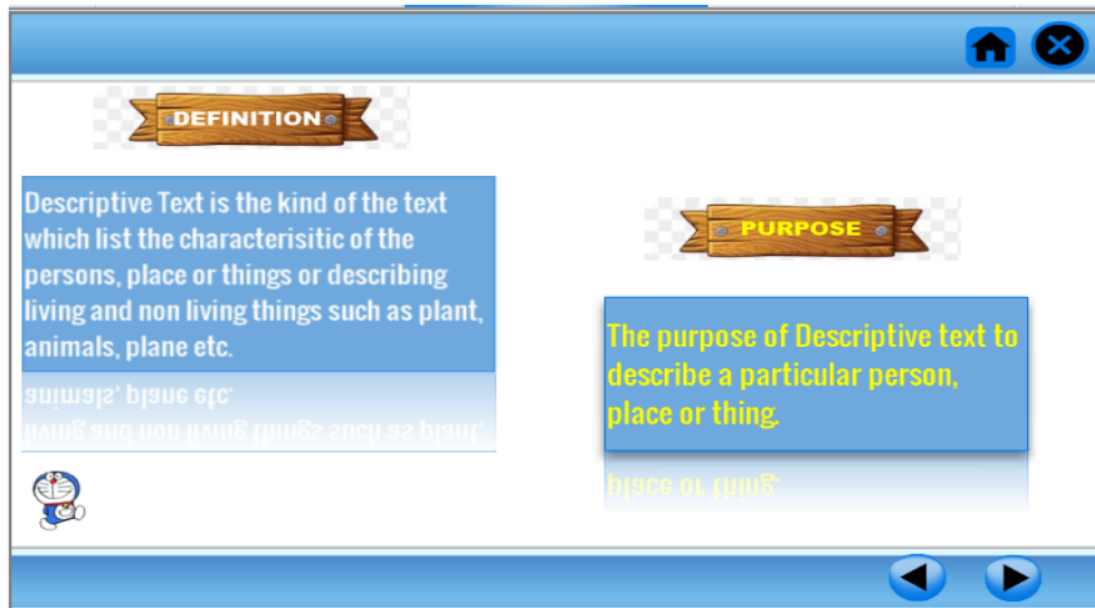 DEFINITION
Descriptive Text is the kind of the text
which list the characterisitic of the
persons, place or things or describing
living and non living things such as plant,
animals, plane etc.
PURPOSE
The purpose of Descriptive text to
describe a particular person,
place or thing.